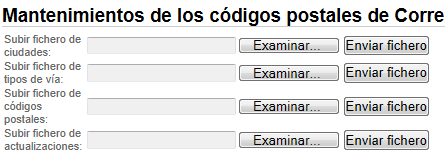 Mantenimientos de los códigos postales de Corre
Subir fichero de
ciudades:
Examinar...
Enviar fichero
Subir fichero de
tipos de vía:
Examinar...
Enviar fichero
Subir fichero de
códigos
postales:
Examinar...
Enviar fichero
Subir fichero de
actualizaciones:
Examinar...
Enviar fichero